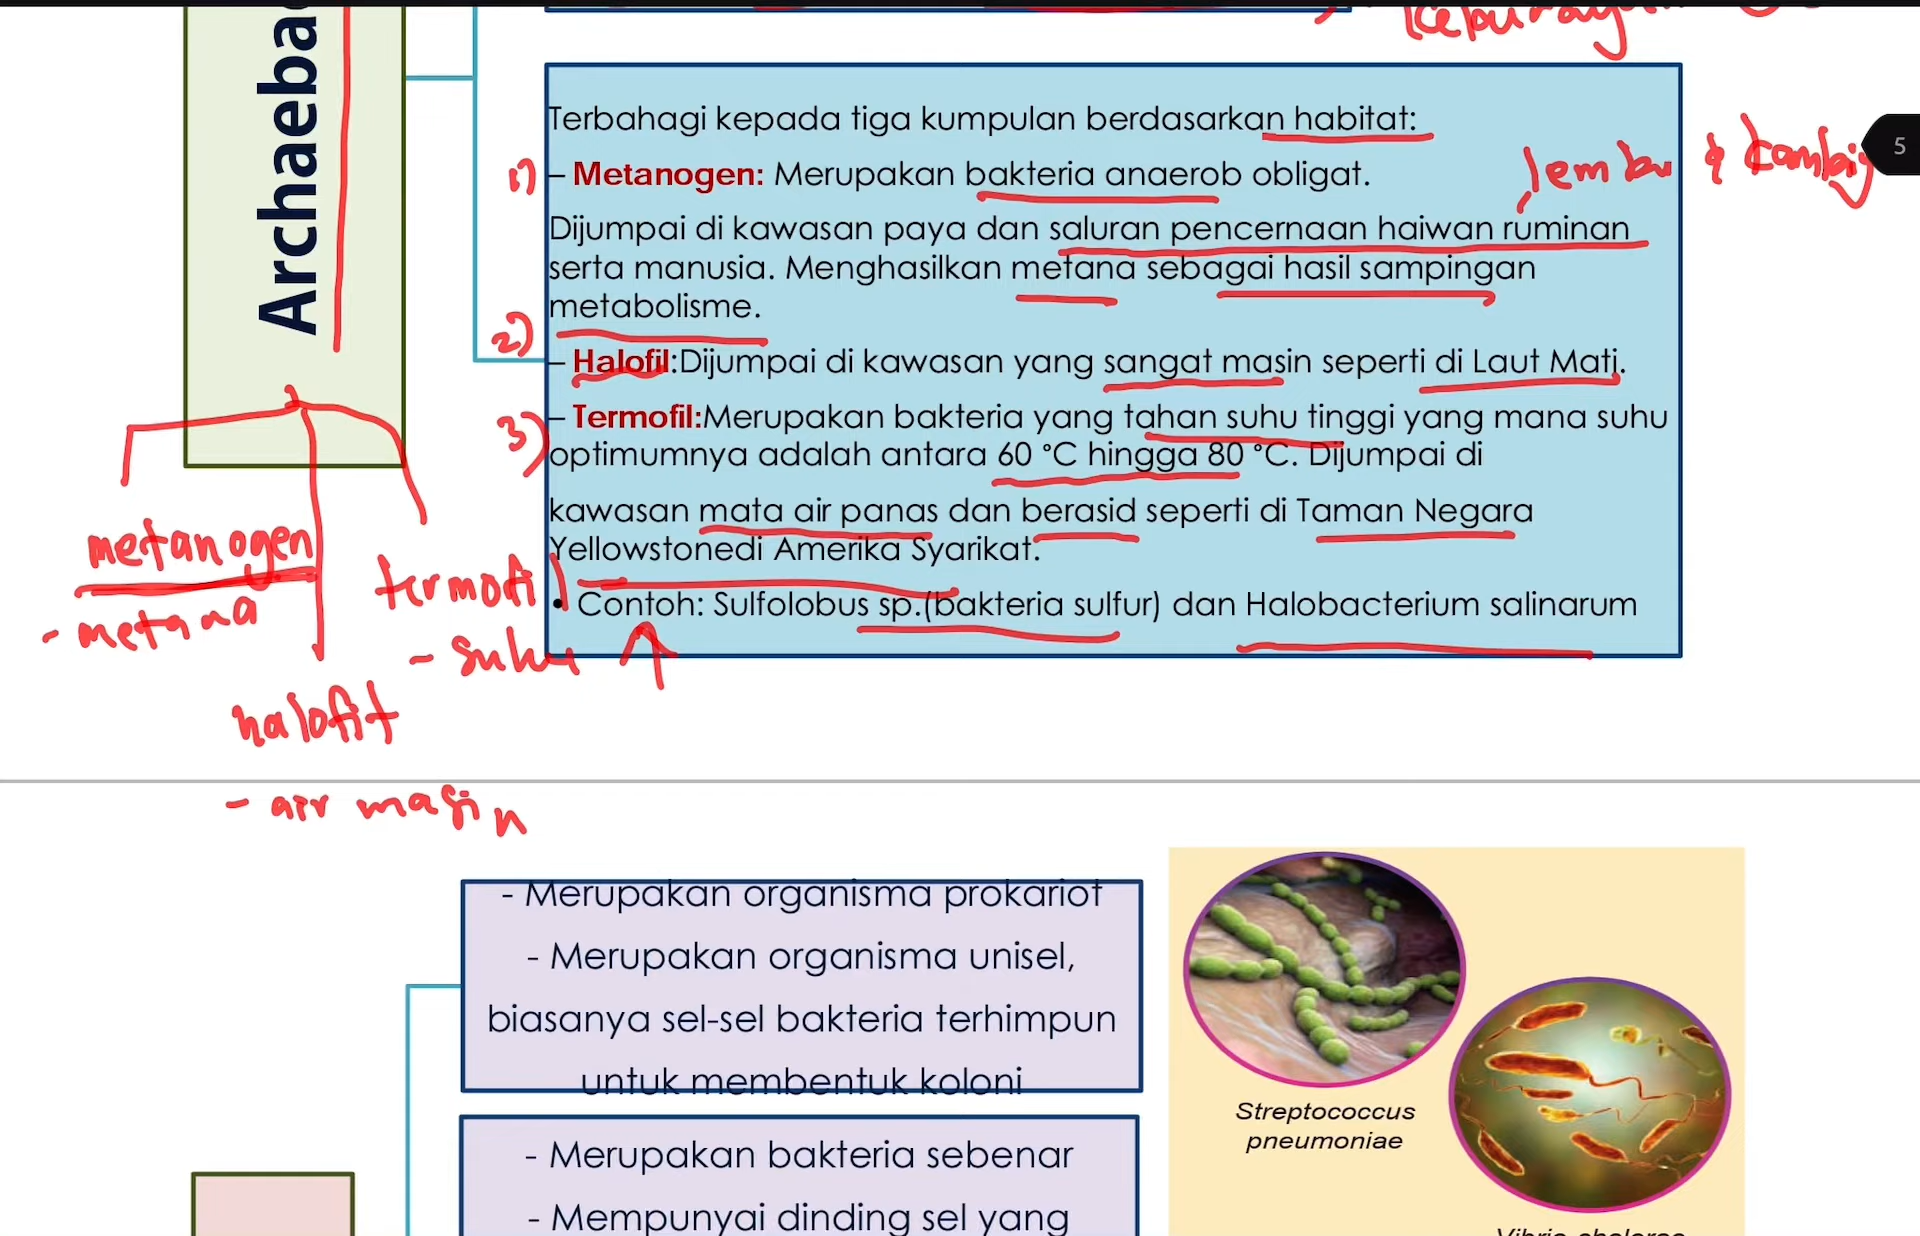 Archaeba
5
Terbahagi kepada tiga kumpulan berdasarkan habitat:
1) – Metanogen: Merupakan bakteria anaerob obligat.
lembu & kambig
Dijumpai di kawasan paya dan saluran pencernaan haiwan ruminan
serta manusia. Menghasilkan metana sebagai hasil sampingan
metabolisme.
2) – Halofil:Dijumpai di kawasan yang sangat masin seperti di Laut Mati.
3) – Termofil:Merupakan bakteria yang tahan suhu tinggi yang mana suhu
optimumnya adalah antara 60 °C hingga 80 °C. Dijumpai di
kawasan mata air panas dan berasid seperti di Taman Negara
Yellowstonedi Amerika Syarikat.
• Contoh: Sulfolobus sp.(bakteria sulfur) dan Halobacterium salinarum
metanogen
- metana
termofil
- suhu ↑
halofit
- air masin
- Merupakan organisma prokariot
- Merupakan organisma unisel,
biasanya sel-sel bakteria terhimpun
untuk membentuk koloni
- Merupakan bakteria sebenar
- Mempunyai dinding sel yang
Streptococcus
pneumoniae
Vibrio cholerae